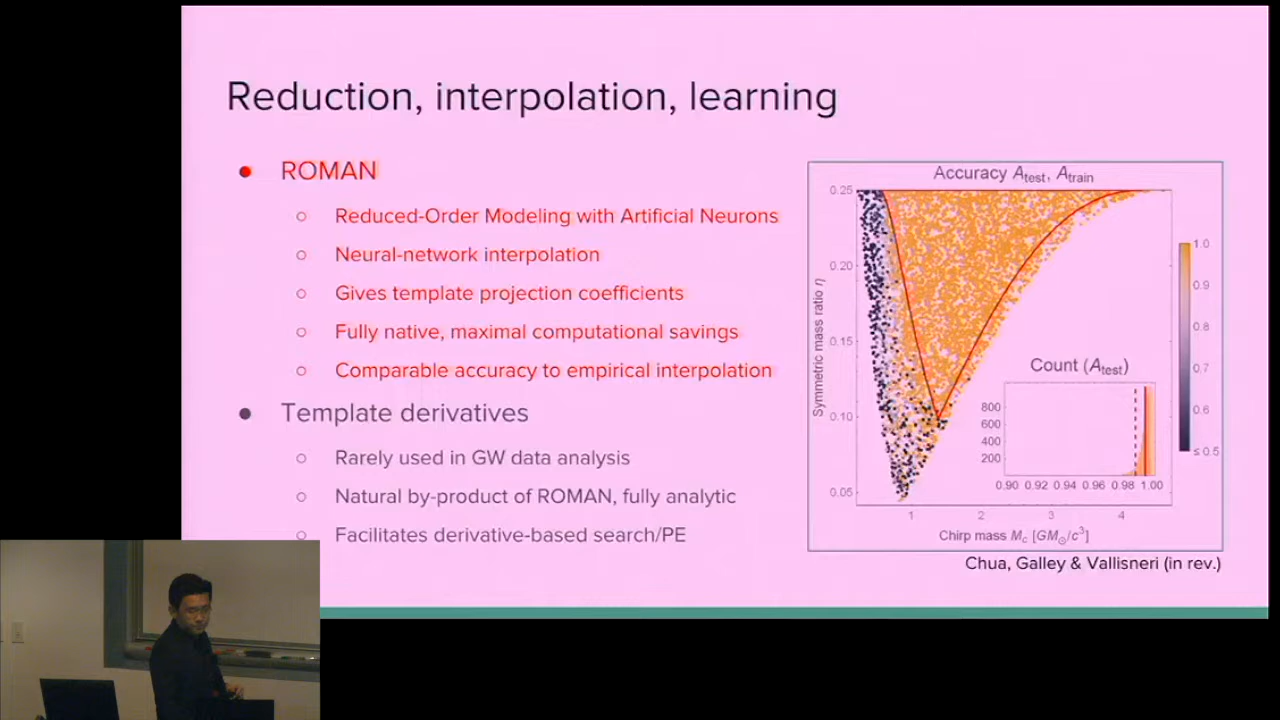 Reduction, interpolation, learning
● ROMAN
○ Reduced-Order Modeling with Artificial Neurons
○ Neural-network interpolation
○ Gives template projection coefficients
○ Fully native, maximal computational savings
○ Comparable accuracy to empirical interpolation
● Template derivatives
○ Rarely used in GW data analysis
○ Natural by-product of ROMAN, fully analytic
○ Facilitates derivative-based search/PE
Accuracy A_test, A_train
0.25
0.20
0.15
0.10
0.05
Symmetric mass ratio η
1 2 3 4
Chirp mass M_c [GM_⊙/c³]
Count (A_test)
800
600
400
200
0.90 0.92 0.94 0.96 0.98 1.00
1.0
0.9
0.8
0.7
0.6
≤ 0.5
Chua, Galley & Vallisneri (in rev.)